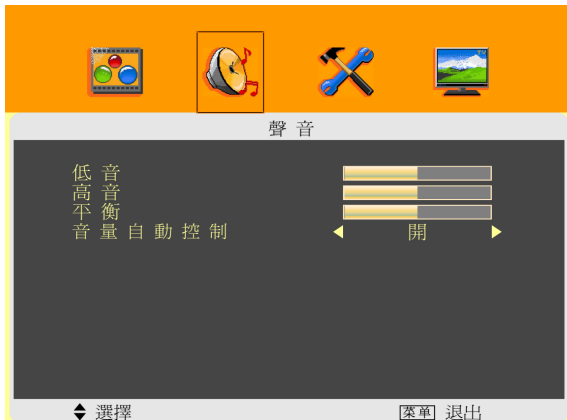 聲音
低音
高音
平衡
音量自動控制 開
選擇 菜单 退出